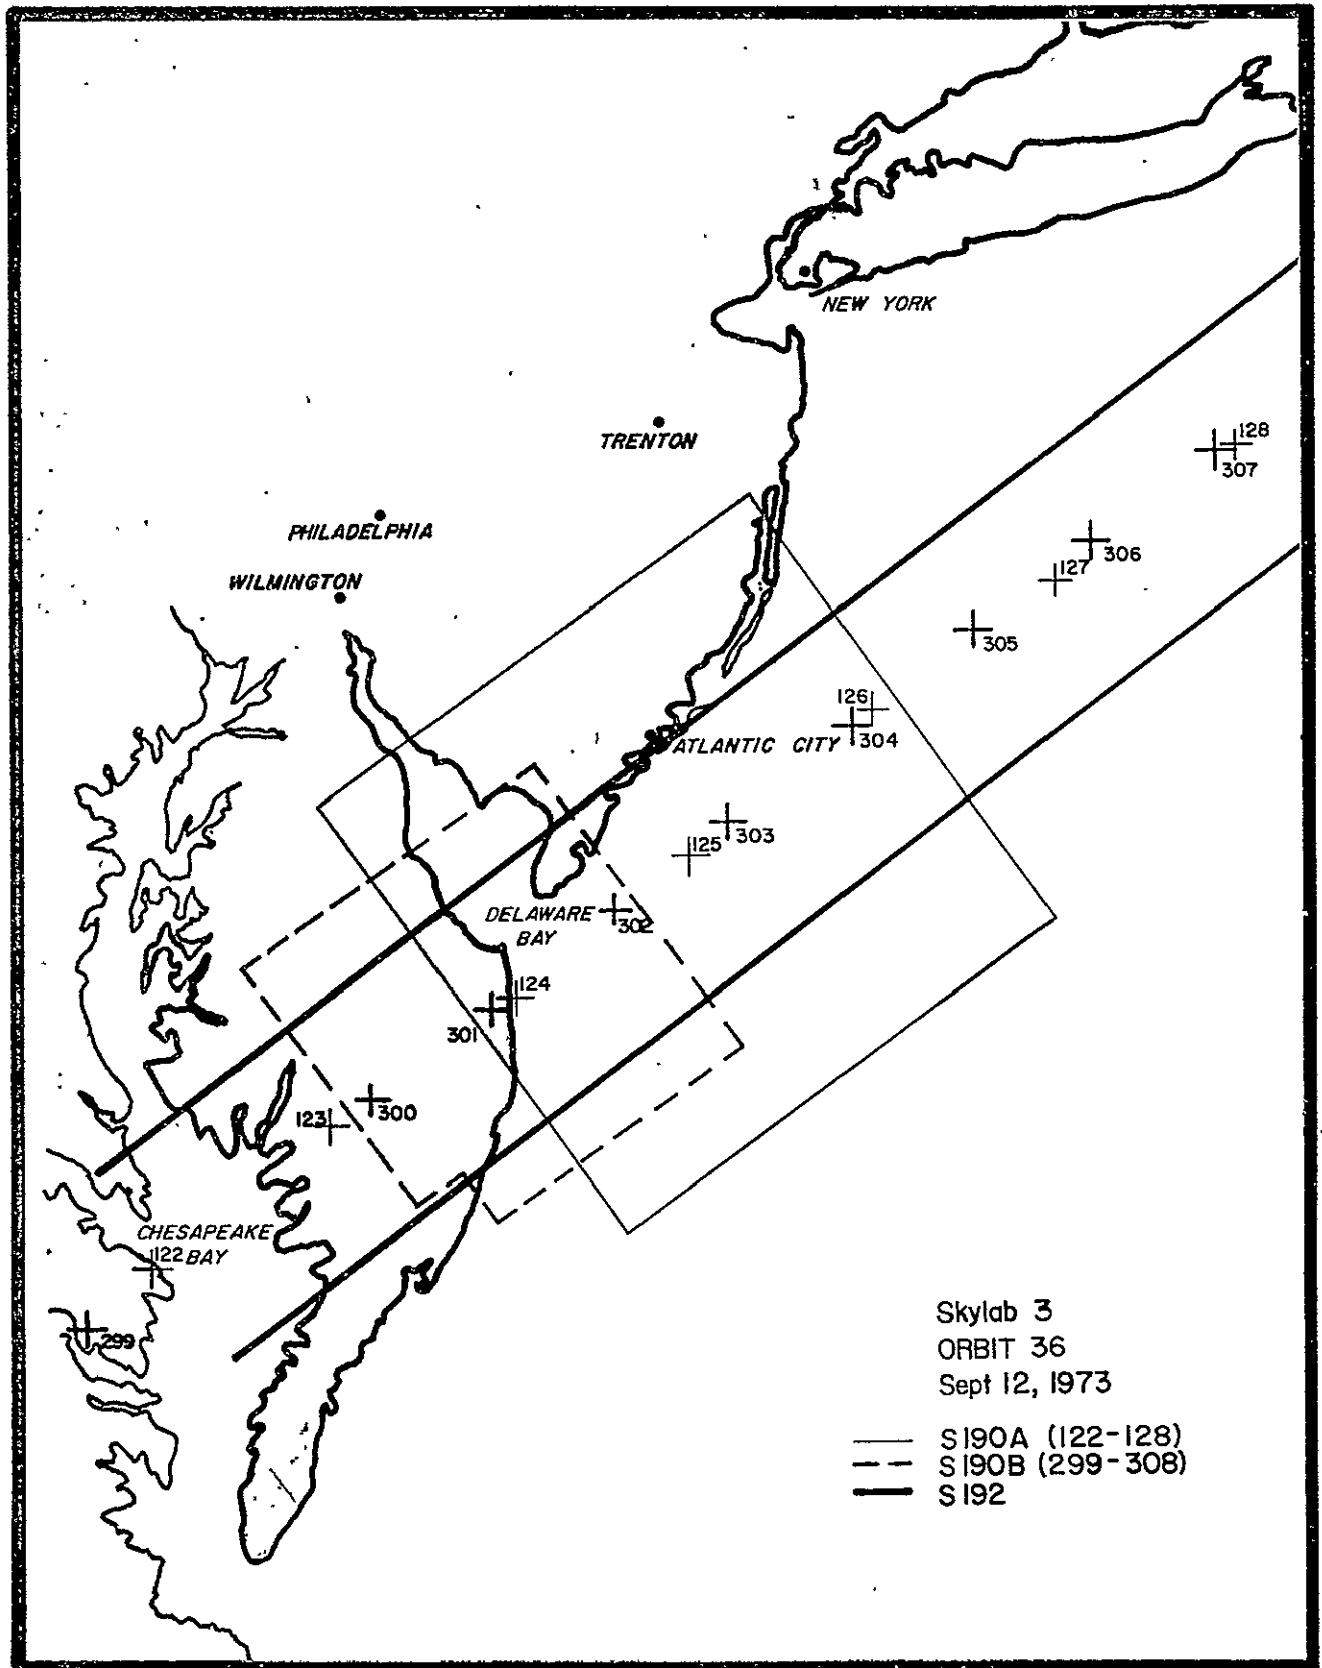 NEW YORK
TRENTON
128
307
PHILADELPHIA
306
WILMINGTON
127
305
126
304
ATLANTIC CITY
303
125
DELAWARE
BAY
302
124
301
300
123
CHESAPEAKE
BAY
122
299
Skylab 3
ORBIT 36
Sept 12, 1973
S190A (122-128)
S190B (299-308)
S192